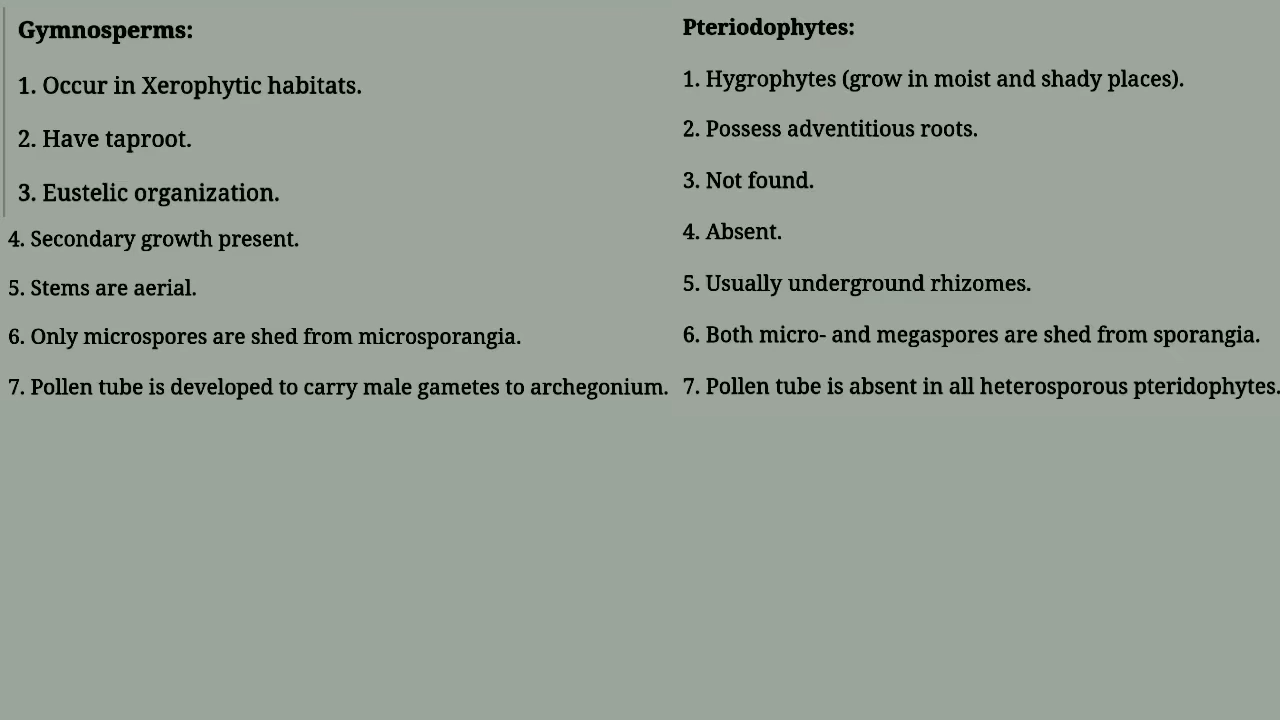 Gymnosperms:
1. Occur in Xerophytic habitats.
2. Have taproot.
3. Eustelic organization.
4. Secondary growth present.
5. Stems are aerial.
6. Only microspores are shed from microsporangia.
7. Pollen tube is developed to carry male gametes to archegonium.
Pteriodophytes:
1. Hygrophytes (grow in moist and shady places).
2. Possess adventitious roots.
3. Not found.
4. Absent.
5. Usually underground rhizomes.
6. Both micro- and megaspores are shed from sporangia.
7. Pollen tube is absent in all heterosporous pteridophytes.